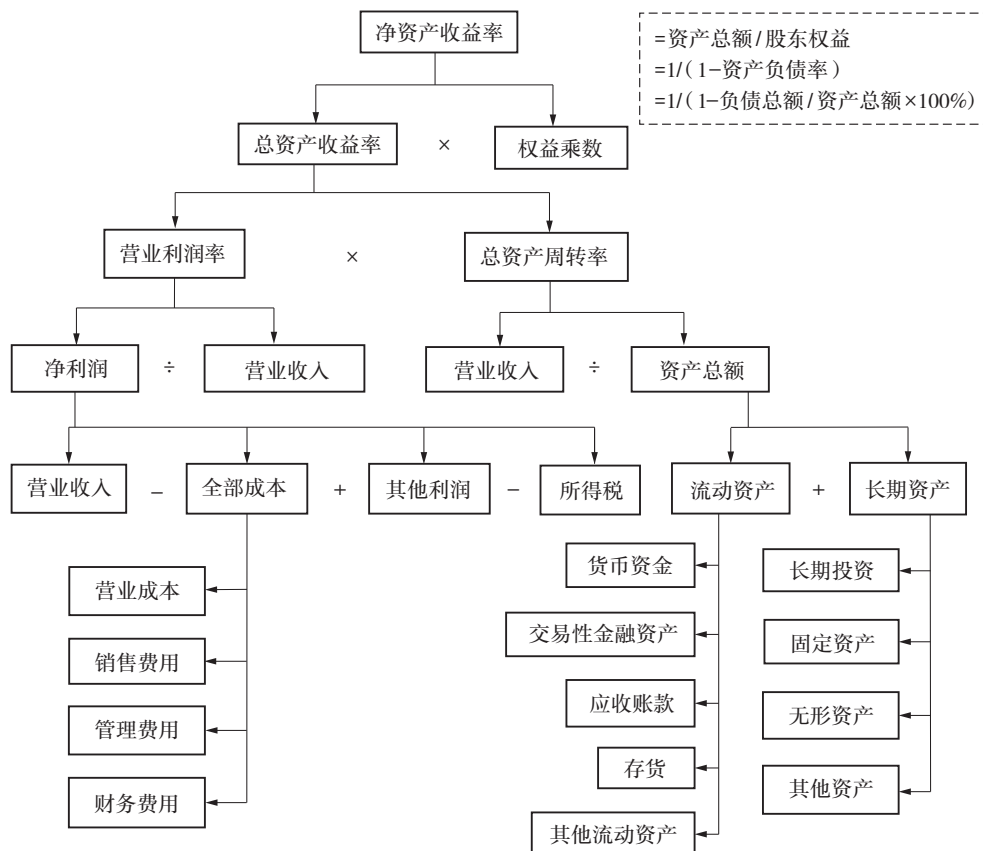 净资产收益率
=资产总额/股东权益
=1/(1-资产负债率)
=1/(1-负债总额/资产总额×100%)
总资产收益率 × 权益乘数
营业利润率 × 总资产周转率
净利润 ÷ 营业收入 营业收入 ÷ 资产总额
营业收入 － 全部成本 + 其他利润 － 所得税 流动资产 + 长期资产
营业成本
销售费用
管理费用
财务费用
货币资金
交易性金融资产
应收账款
存货
其他流动资产
长期投资
固定资产
无形资产
其他资产